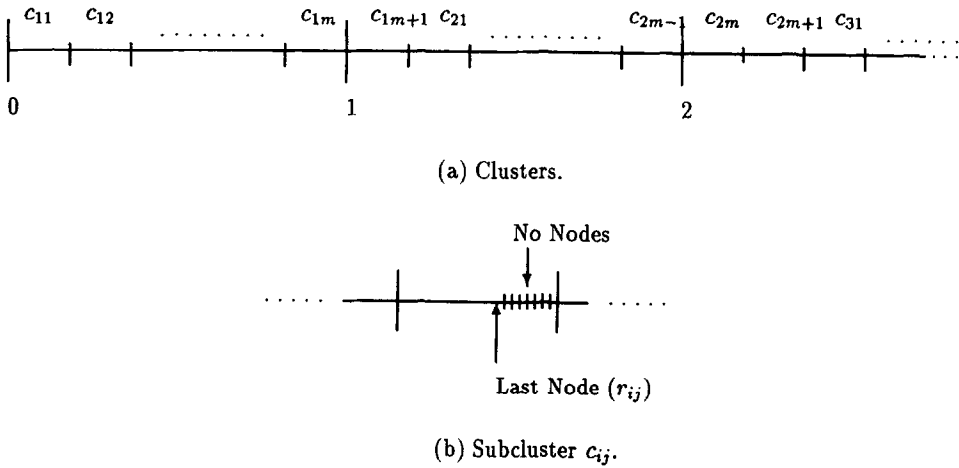 c₁₁ c₁₂ . . . . . . . . c₁ₘ c₁ₘ₊₁ c₂₁ . . . . . . . . c₂ₘ₋₁ c₂ₘ c₂ₘ₊₁ c₃₁ . . . . . .
0 1 2
(a) Clusters.
No Nodes
Last Node (rᵢⱼ)
(b) Subcluster cᵢⱼ.